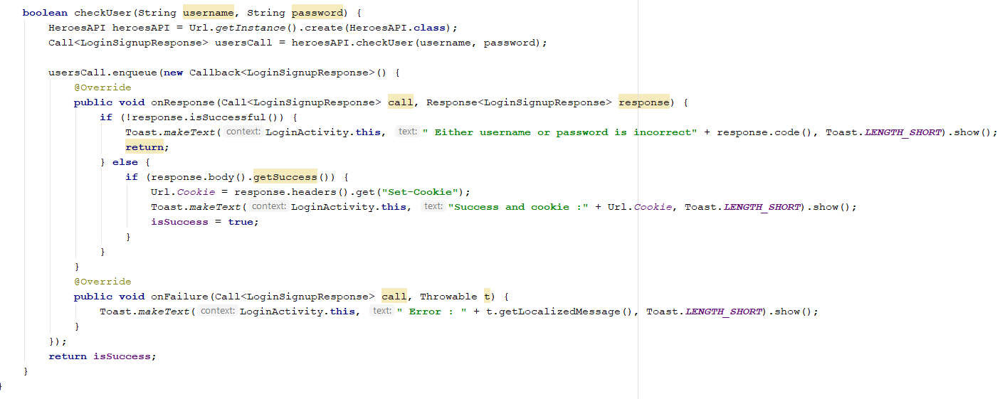 boolean checkUser(String username, String password) {
HeroesAPI heroesAPI = Url.getInstance().create(HeroesAPI.class);
Call<LoginSignupResponse> usersCall = heroesAPI.checkUser(username, password);
usersCall.enqueue(new Callback<LoginSignupResponse>() {
@Override
public void onResponse(Call<LoginSignupResponse> call, Response<LoginSignupResponse> response) {
if (!response.isSuccessful()) {
Toast.makeText( context: LoginActivity.this, text: " Either username or password is incorrect" + response.code(), Toast.LENGTH_SHORT).show();
return;
} else {
if (response.body().getSuccess()) {
Url.Cookie = response.headers().get("Set-Cookie");
Toast.makeText( context: LoginActivity.this, text: "Success and cookie :" + Url.Cookie, Toast.LENGTH_SHORT).show();
isSuccess = true;
}
}
}
@Override
public void onFailure(Call<LoginSignupResponse> call, Throwable t) {
Toast.makeText( context: LoginActivity.this, text: " Error : " + t.getLocalizedMessage(), Toast.LENGTH_SHORT).show();
}
});
return isSuccess;
}
}